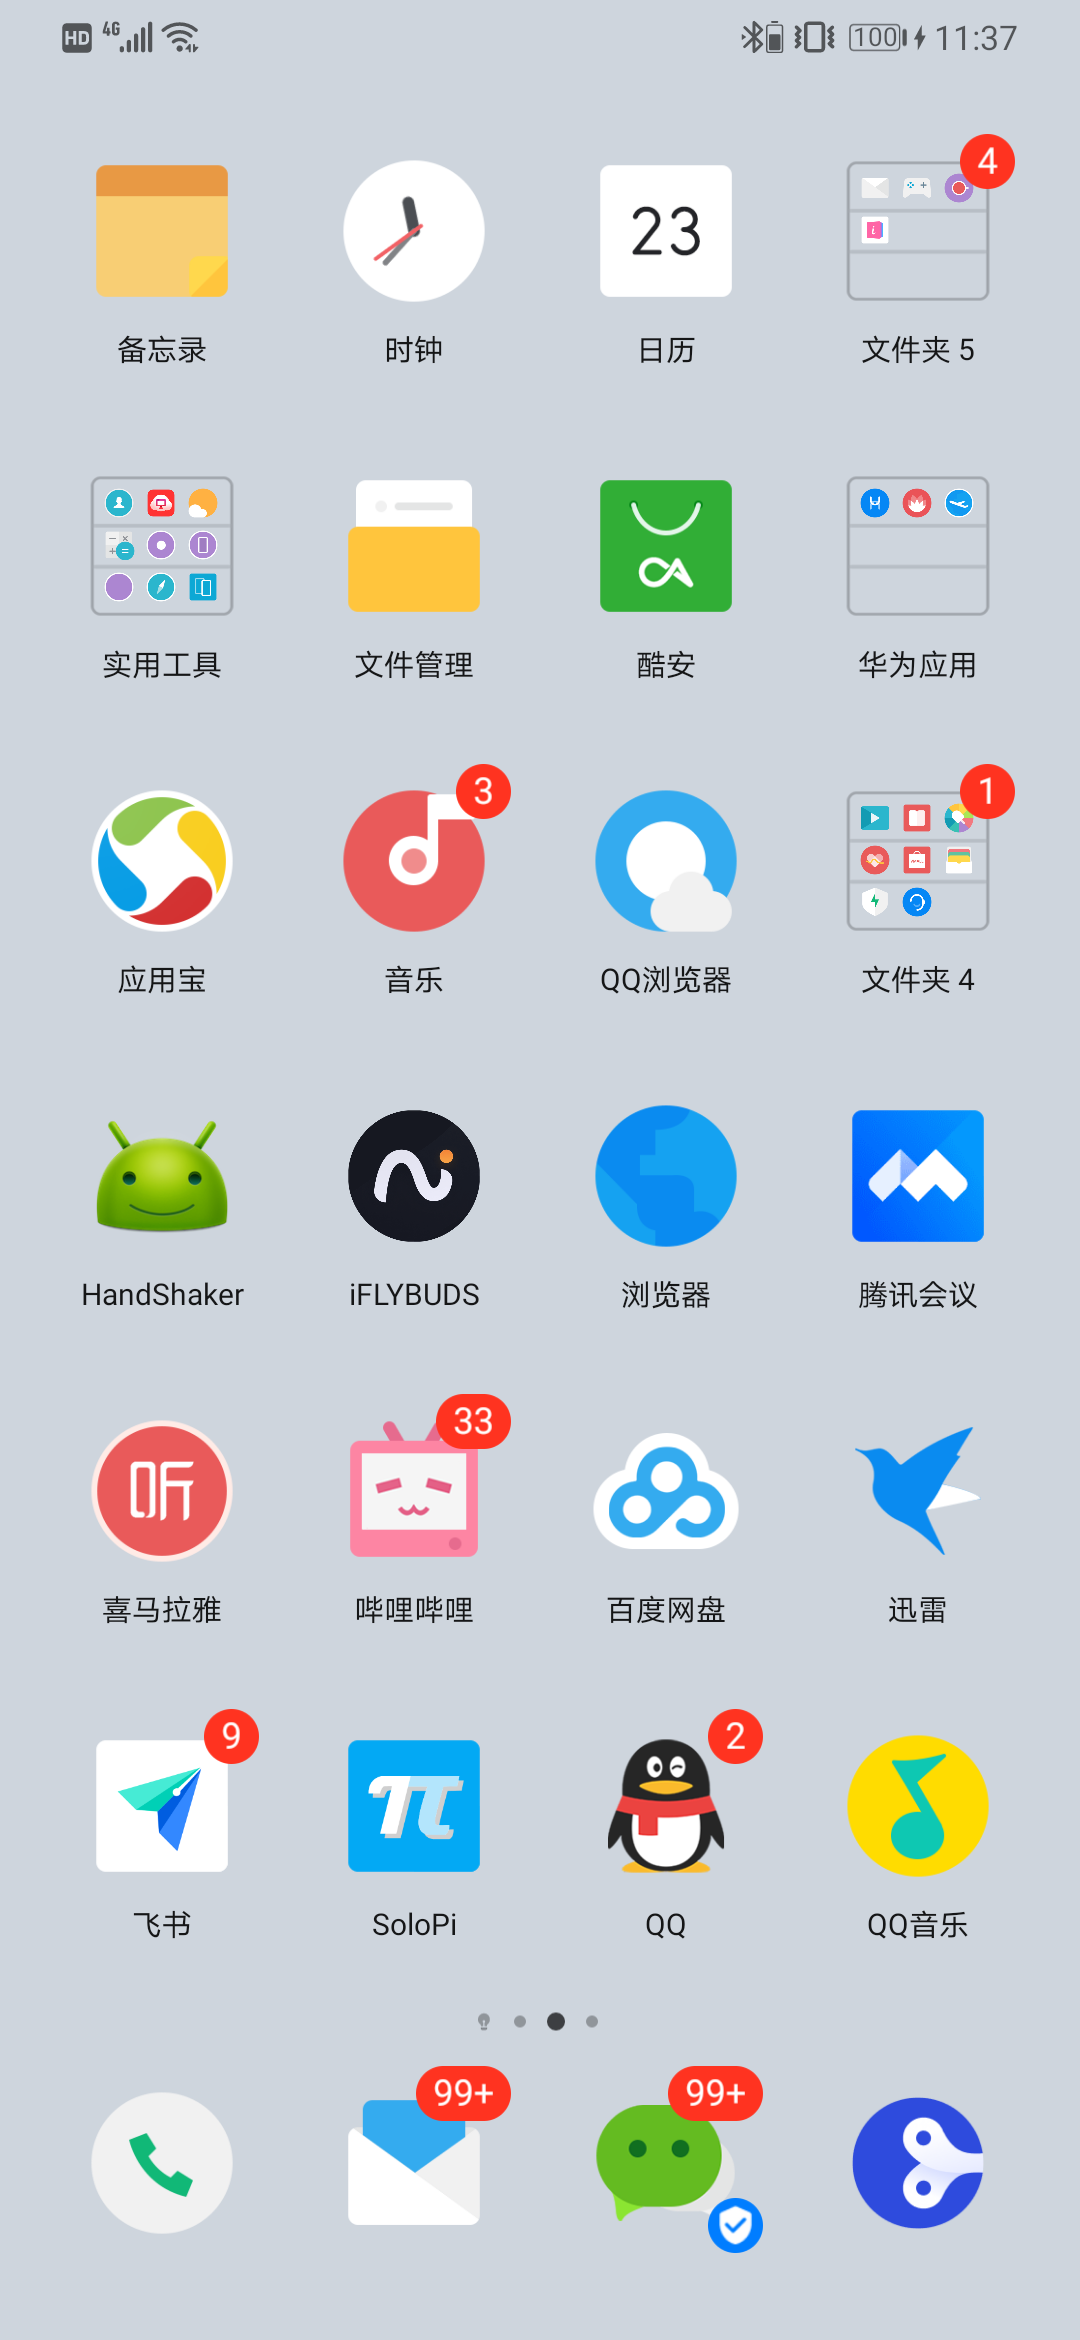 HD 4G 100 11:37
23 4
备忘录 时钟 日历 文件夹 5
实用工具 文件管理 酷安 华为应用
3 1
应用宝 音乐 QQ浏览器 文件夹 4
HandShaker iFLYBUDS 浏览器 腾讯会议
33
听
喜马拉雅 哔哩哔哩 百度网盘 迅雷
9 2
π
飞书 SoloPi QQ QQ音乐
99+ 99+